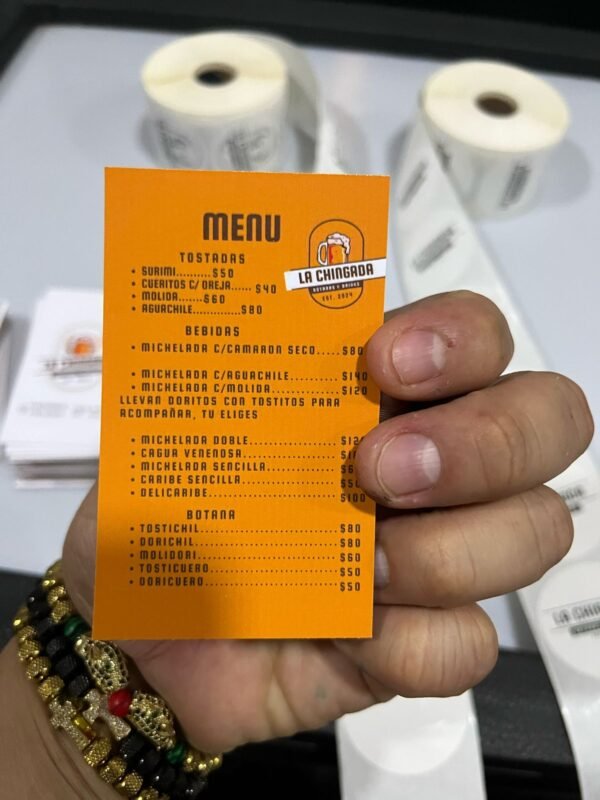 MENU
LA CHINGADA
BOTANAS Y DRINKS
EST. 2024
TOSTADAS
• SURIMI..........$50
• CUERITOS C/ OREJA...... $40
• MOLIDA.......$60
• AGUACHILE.............$80
BEBIDAS
• MICHELADA C/CAMARON SECO.....$80
• MICHELADA C/AGUACHILE..........$140
• MICHELADA C/MOLIDA...............$120
LLEVAN DORITOS CON TOSTITOS PARA
ACOMPAÑAR, TU ELIGES
• MICHELADA DOBLE....................$12
• CAGUA VENENOSA.....................
• MICHELADA SENCILLA................
• CARIBE SENCILLA.....................
• DELICARIBE..............................$100
BOTANA
• TOSTICHIL..............................$80
• DORICHIL...............................$80
• MOLIDORI...............................$60
• TOSTICUERO...........................$50
• DORICUERO.............................$50
LA CHINGADA